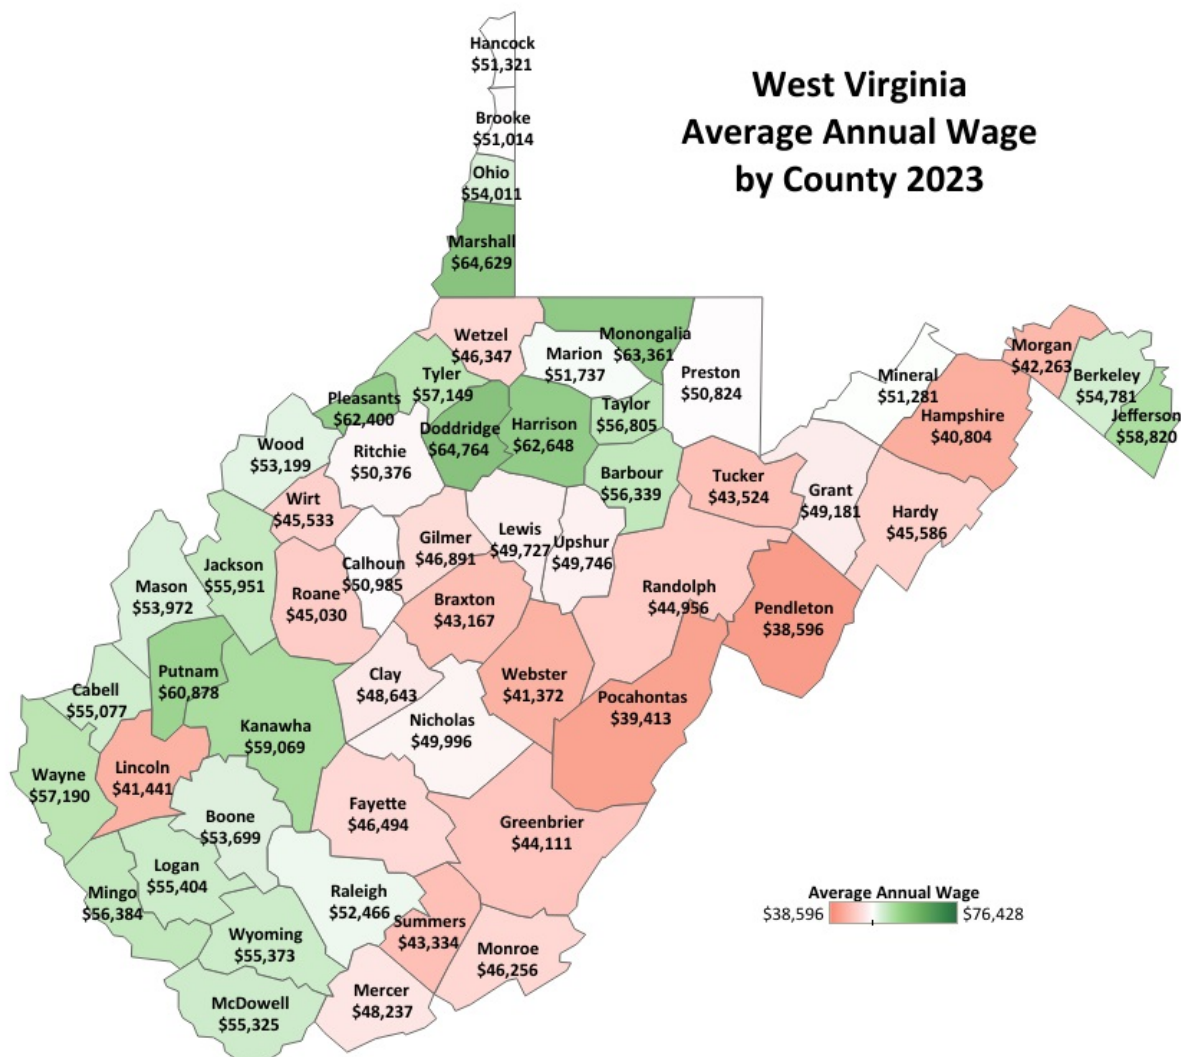 West Virginia
Average Annual Wage
by County 2023
Hancock
$51,321
Brooke
$51,014
Ohio
$54,011
Marshall
$64,629
Wetzel
$46,347
Monongalia
$63,361
Marion
$51,737
Preston
$50,824
Morgan
$42,263
Berkeley
$54,781
Jefferson
$58,820
Mineral
$51,281
Hampshire
$40,804
Tyler
$57,149
Pleasants
$62,400
Doddridge
$64,764
Harrison
$62,648
Taylor
$56,805
Wood
$53,199
Ritchie
$50,376
Barbour
$56,339
Tucker
$43,524
Grant
$49,181
Hardy
$45,586
Wirt
$45,533
Gilmer
$46,891
Lewis
$49,727
Upshur
$49,746
Calhoun
$50,985
Jackson
$55,951
Mason
$53,972
Roane
$45,030
Braxton
$43,167
Randolph
$44,956
Pendleton
$38,596
Putnam
$60,878
Cabell
$55,077
Clay
$48,643
Webster
$41,372
Pocahontas
$39,413
Kanawha
$59,069
Nicholas
$49,996
Wayne
$57,190
Lincoln
$41,441
Boone
$53,699
Fayette
$46,494
Greenbrier
$44,111
Logan
$55,404
Mingo
$56,384
Raleigh
$52,466
Summers
$43,334
Wyoming
$55,373
Monroe
$46,256
McDowell
$55,325
Mercer
$48,237
Average Annual Wage
$38,596 $76,428